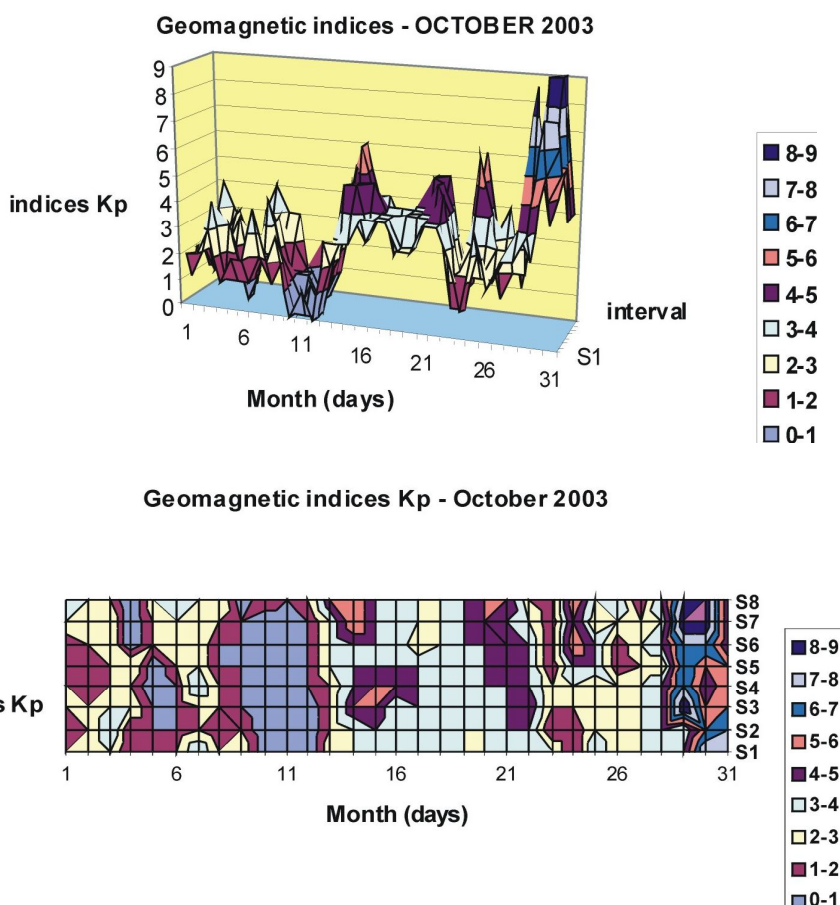 Geomagnetic indices - OCTOBER 2003
9
8
7
6
5
4
3
2
1
0
indices Kp
1
6
11
16
21
26
31
S1
interval
Month (days)
8-9
7-8
6-7
5-6
4-5
3-4
2-3
1-2
0-1
Geomagnetic indices Kp - October 2003
S8
S7
S6
S5
S4
S3
S2
S1
s Kp
1
6
11
16
21
26
31
Month (days)
8-9
7-8
6-7
5-6
4-5
3-4
2-3
1-2
0-1